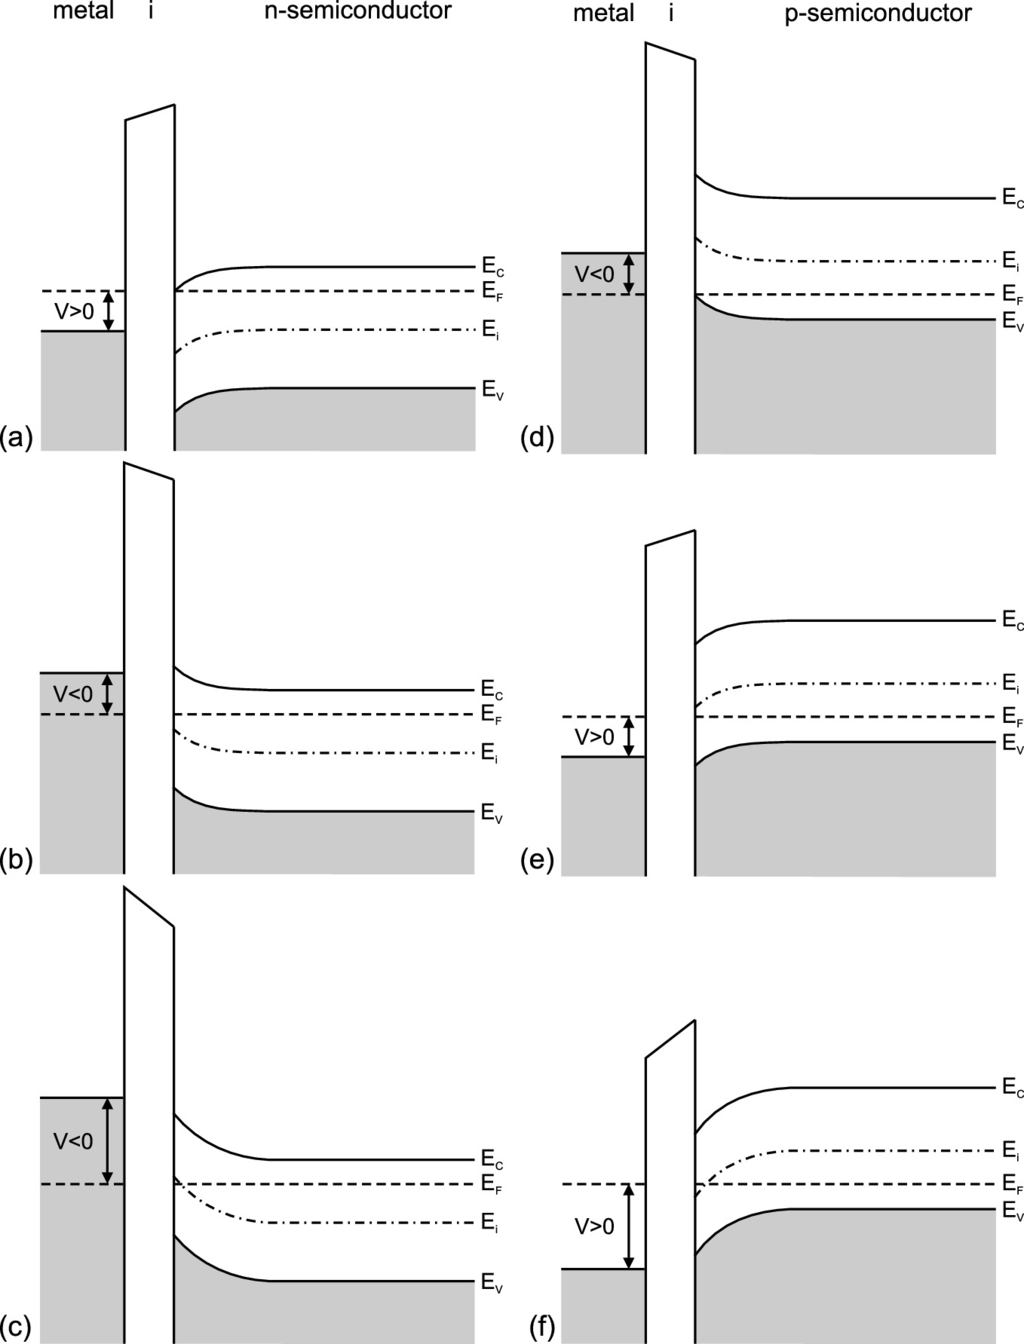 metal i n-semiconductor
metal i p-semiconductor
E_C
E_F
V>0
E_i
E_V
(a)
E_C
E_i
V<0
E_F
E_V
(d)
V<0
E_C
E_F
E_i
E_V
(b)
E_C
E_i
E_F
V>0
E_V
(e)
V<0
E_C
E_F
E_i
E_V
(c)
E_C
E_i
E_F
V>0
E_V
(f)